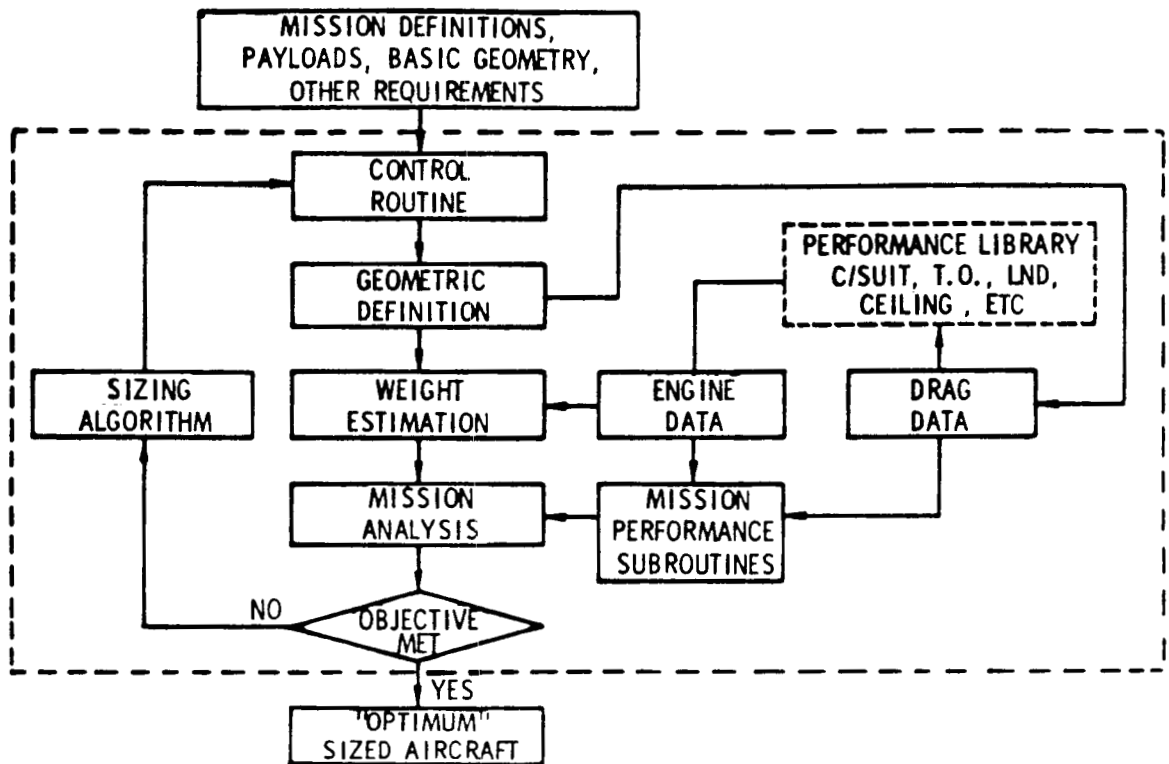 MISSION DEFINITIONS,
PAYLOADS, BASIC GEOMETRY,
OTHER REQUIREMENTS
CONTROL
ROUTINE
GEOMETRIC
DEFINITION
PERFORMANCE LIBRARY
C/SUIT, T.O., LND,
CEILING, ETC
SIZING
ALGORITHM
WEIGHT
ESTIMATION
ENGINE
DATA
DRAG
DATA
MISSION
ANALYSIS
MISSION
PERFORMANCE
SUBROUTINES
NO
OBJECTIVE
MET
YES
"OPTIMUM"
SIZED AIRCRAFT